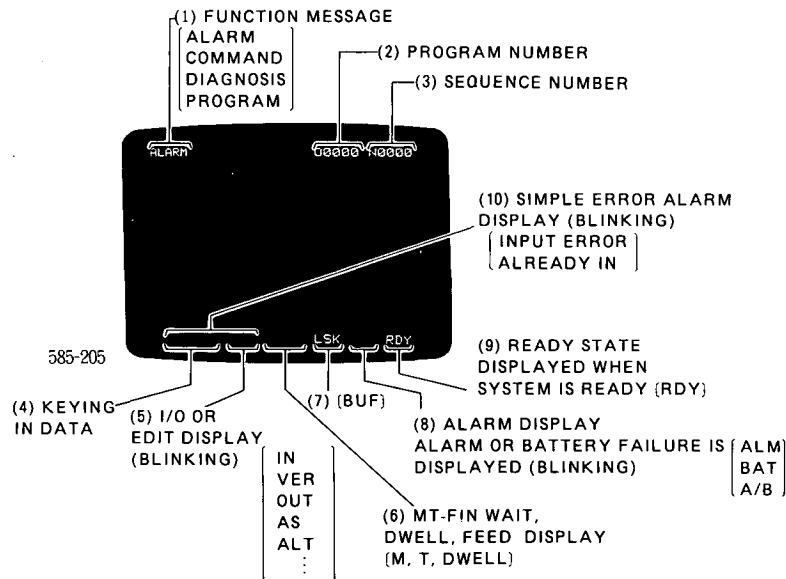 (1) FUNCTION MESSAGE
ALARM
COMMAND
DIAGNOSIS
PROGRAM
(2) PROGRAM NUMBER
(3) SEQUENCE NUMBER
ALARM
O0000 N0000
(10) SIMPLE ERROR ALARM
DISPLAY (BLINKING)
INPUT ERROR
ALREADY IN
LSK
RDY
585-205
(9) READY STATE
DISPLAYED WHEN
SYSTEM IS READY (RDY)
(4) KEYING
IN DATA
(5) I/O OR
EDIT DISPLAY
(BLINKING)
IN
VER
OUT
AS
ALT
(7) (BUF)
(8) ALARM DISPLAY
ALARM OR BATTERY FAILURE IS
DISPLAYED (BLINKING)
ALM
BAT
A/B
(6) MT-FIN WAIT,
DWELL, FEED DISPLAY
(M, T, DWELL)